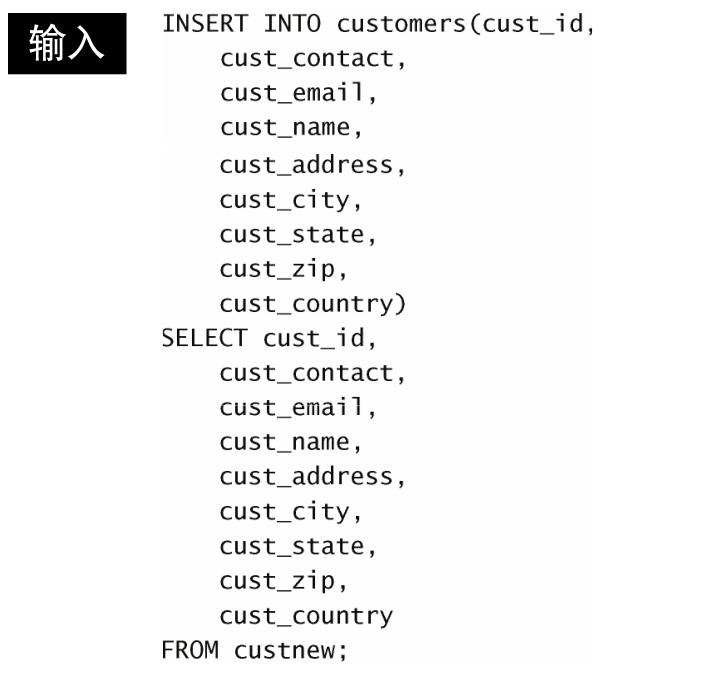 输入
INSERT INTO customers(cust_id,
cust_contact,
cust_email,
cust_name,
cust_address,
cust_city,
cust_state,
cust_zip,
cust_country)
SELECT cust_id,
cust_contact,
cust_email,
cust_name,
cust_address,
cust_city,
cust_state,
cust_zip,
cust_country
FROM custnew;